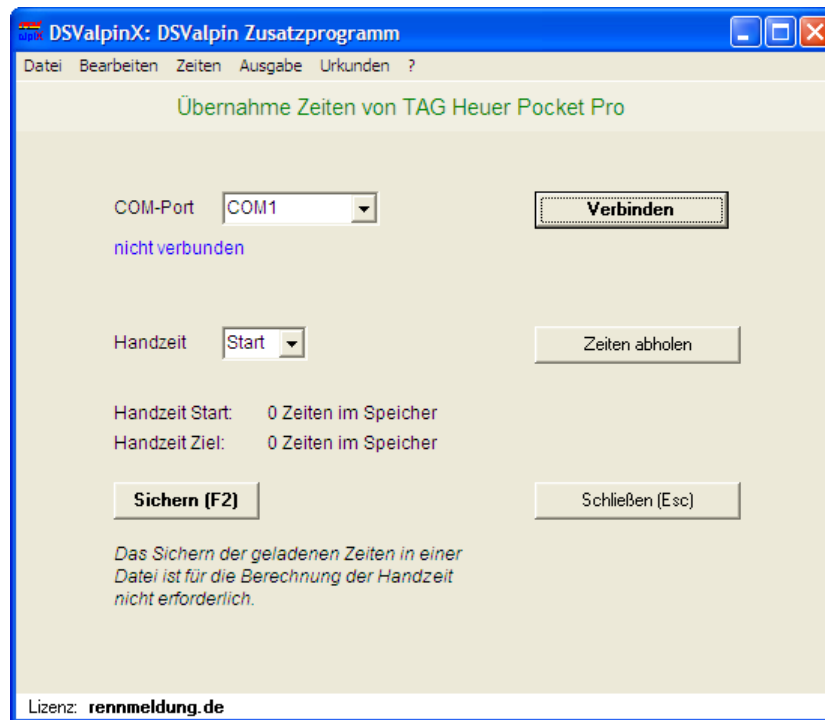 DSValpinX: DSValpin Zusatzprogramm
Datei Bearbeiten Zeiten Ausgabe Urkunden ?
Übernahme Zeiten von TAG Heuer Pocket Pro
COM-Port COM1 Verbinden
nicht verbunden
Handzeit Start Zeiten abholen
Handzeit Start: 0 Zeiten im Speicher
Handzeit Ziel: 0 Zeiten im Speicher
Sichern (F2) Schließen (Esc)
Das Sichern der geladenen Zeiten in einer
Datei ist für die Berechnung der Handzeit
nicht erforderlich.
Lizenz: rennmeldung.de